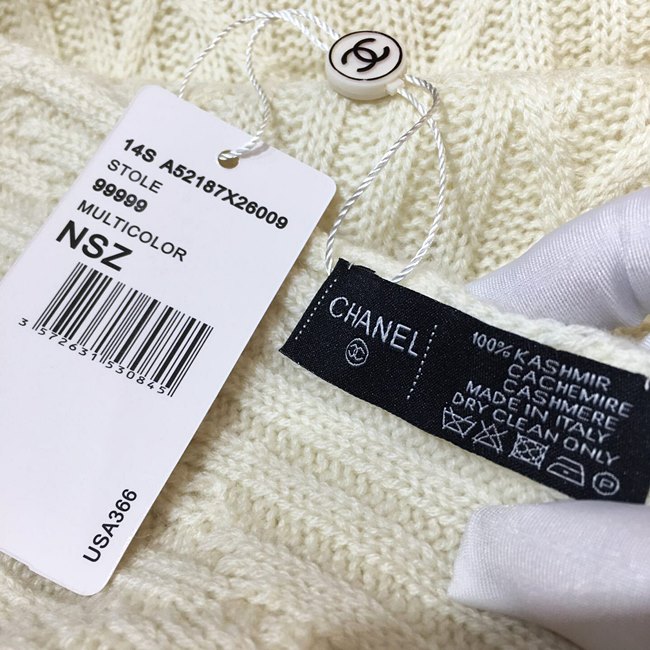 14S A52187X26009
STOLE
99999
MULTICOLOR
NSZ
3 572631 530845
USA366
CHANEL
100% KASHMIR
CACHEMIRE
CASHMERE
MADE IN ITALY
DRY CLEAN ONLY
P